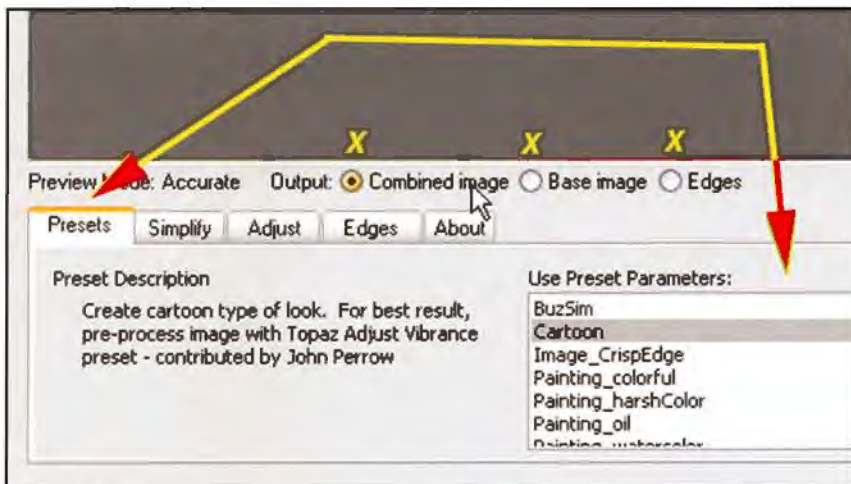 X X X
Preview Mode: Accurate Output: Combined image Base image Edges
Presets Simplify Adjust Edges About
Preset Description
Create cartoon type of look. For best result,
pre-process image with Topaz Adjust Vibrance
preset - contributed by John Perrow
Use Preset Parameters:
BuzSim
Cartoon
Image_CrispEdge
Painting_colorful
Painting_harshColor
Painting_oil
Painting_watercolor